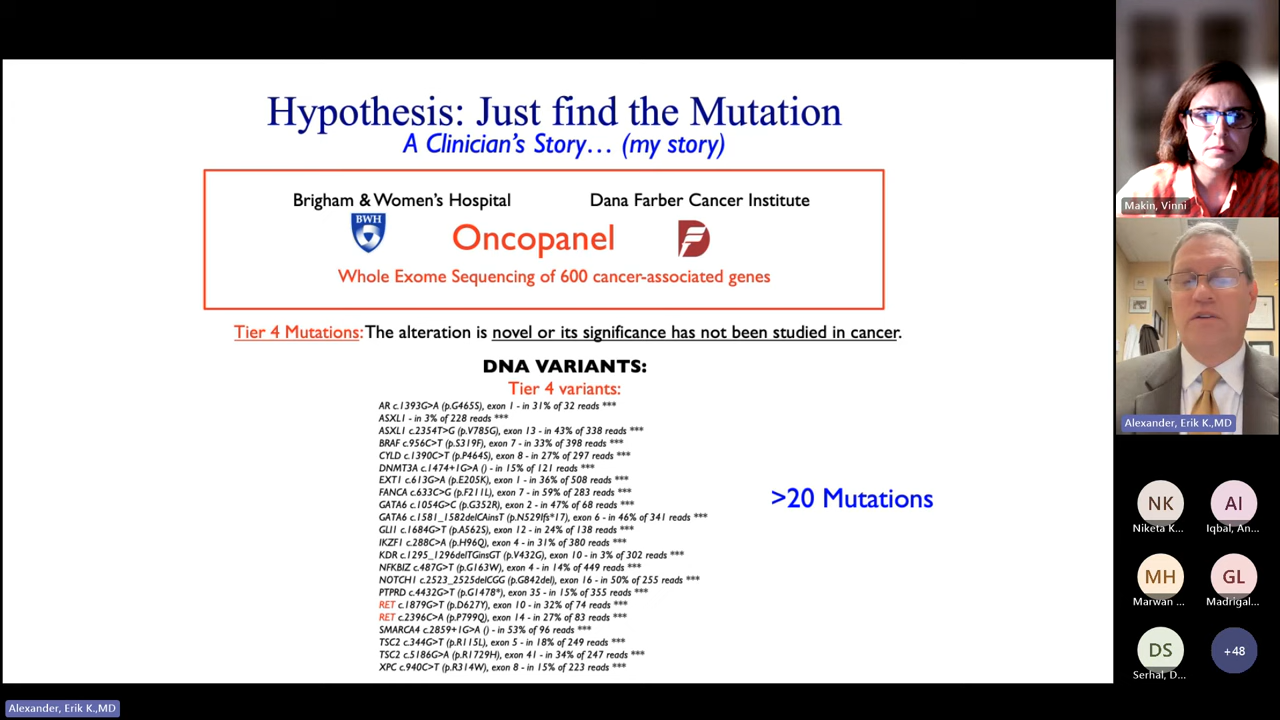 Hypothesis: Just find the Mutation
A Clinician's Story... (my story)
Brigham & Women's Hospital
Dana Farber Cancer Institute
BWH
Oncopanel
Whole Exome Sequencing of 600 cancer-associated genes
Tier 4 Mutations: The alteration is novel or its significance has not been studied in cancer.
DNA VARIANTS:
Tier 4 variants:
AR c.1393G>A (p.G465S), exon 1 - in 31% of 32 reads ***
ASXL1 - in 3% of 228 reads ***
ASXL1 c.2354T>G (p.V785G), exon 13 - in 43% of 338 reads ***
BRAF c.956C>T (p.S319F), exon 7 - in 33% of 398 reads ***
CYLD c.1390C>T (p.P464S), exon 8 - in 27% of 297 reads ***
DNMT3A c.1474+1G>A () - in 15% of 121 reads ***
EXT1 c.613G>A (p.E205K), exon 1 - in 36% of 508 reads ***
FANCA c.633C>G (p.F211L), exon 7 - in 59% of 283 reads ***
GATA6 c.1054G>C (p.G352R), exon 2 - in 47% of 68 reads ***
GATA6 c.1581_1582delCAinsT (p.N529Ifs*17), exon 6 - in 46% of 341 reads ***
GLI1 c.1684G>T (p.A562S), exon 12 - in 24% of 138 reads ***
IKZF1 c.288C>A (p.H96Q), exon 4 - in 31% of 380 reads ***
KDR c.1295_1296delTGinsGT (p.V432G), exon 10 - in 3% of 302 reads ***
NFKBIZ c.487G>T (p.G163W), exon 4 - in 14% of 449 reads ***
NOTCH1 c.2523_2525delCGG (p.G842del), exon 16 - in 50% of 255 reads ***
PTPRD c.4432G>T (p.G1478*), exon 35 - in 15% of 355 reads ***
RET c.1879G>T (p.D627Y), exon 10 - in 32% of 74 reads ***
RET c.2396C>A (p.P799Q), exon 14 - in 27% of 83 reads ***
SMARCA4 c.2859+1G>A () - in 53% of 96 reads ***
TSC2 c.344G>T (p.R115L), exon 5 - in 18% of 249 reads ***
TSC2 c.5186G>A (p.R1729H), exon 41 - in 34% of 247 reads ***
XPC c.940C>T (p.R314W), exon 8 - in 15% of 223 reads ***
>20 Mutations
Makin, Vinni
Alexander, Erik K.,MD
NK
AI
Niketa K...
Iqbal, An...
MH
GL
Marwan ...
Madrigal...
DS
+48
Serhal, D...
Alexander, Erik K.,MD